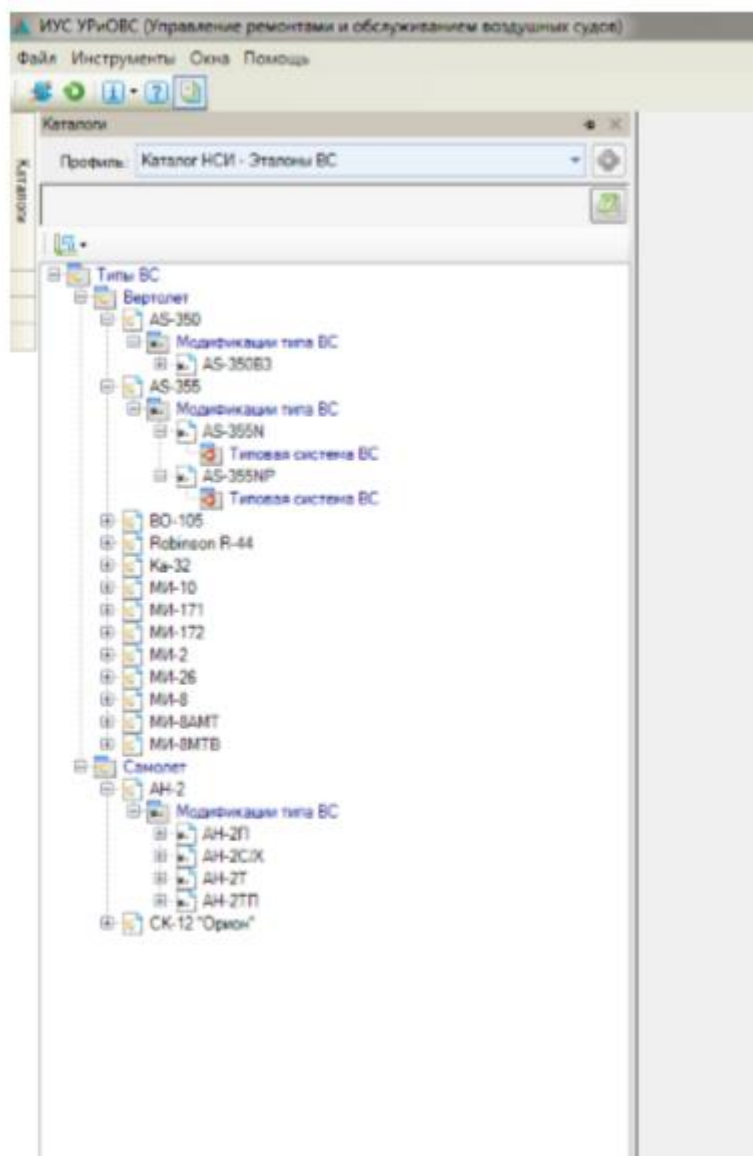 ИУС УРиОВС (Управление ремонтами и обслуживанием воздушных судов)
Файл Инструменты Окна Помощь
Каталоги
Каталоги
Профиль: Каталог НСИ - Эталоны ВС
Типы ВС
Вертолет
AS-350
Модификации типа ВС
AS-350B3
AS-355
Модификации типа ВС
AS-355N
Типовая система ВС
AS-355NP
Типовая система ВС
BO-105
Robinson R-44
Ка-32
МИ-10
МИ-171
МИ-172
МИ-2
МИ-26
МИ-8
МИ-8АМТ
МИ-8МТВ
Самолет
АН-2
Модификации типа ВС
АН-2П
АН-2С/Х
АН-2Т
АН-2ТП
СК-12 "Орион"